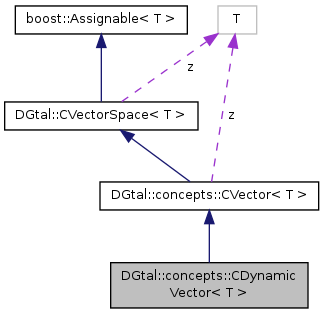 boost::Assignable< T >
T
z
DGtal::CVectorSpace< T >
z
DGtal::concepts::CVector< T >
DGtal::concepts::CDynamic
Vector< T >